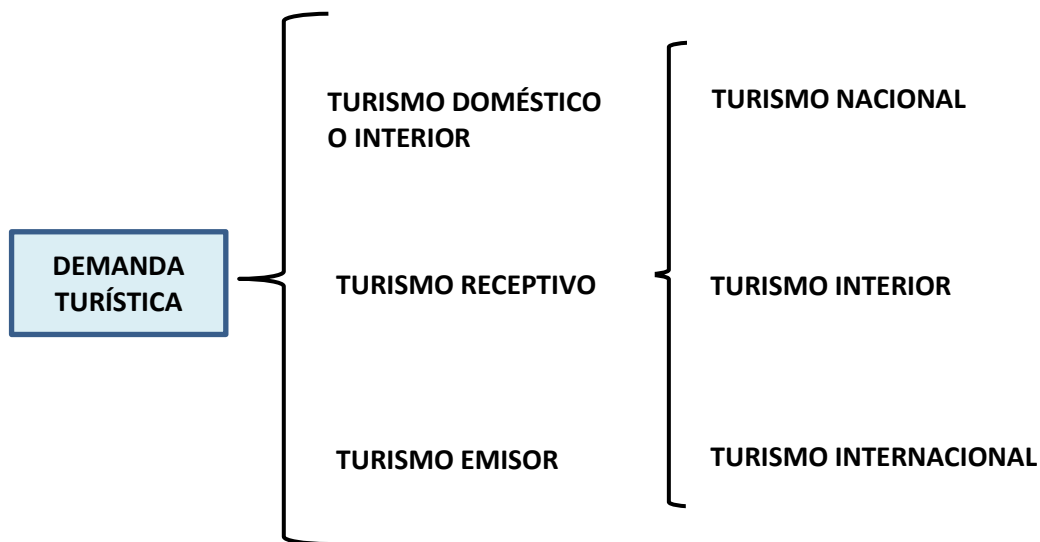 DEMANDA
TURÍSTICA
TURISMO DOMÉSTICO
O INTERIOR
TURISMO RECEPTIVO
TURISMO EMISOR
TURISMO NACIONAL
TURISMO INTERIOR
TURISMO INTERNACIONAL